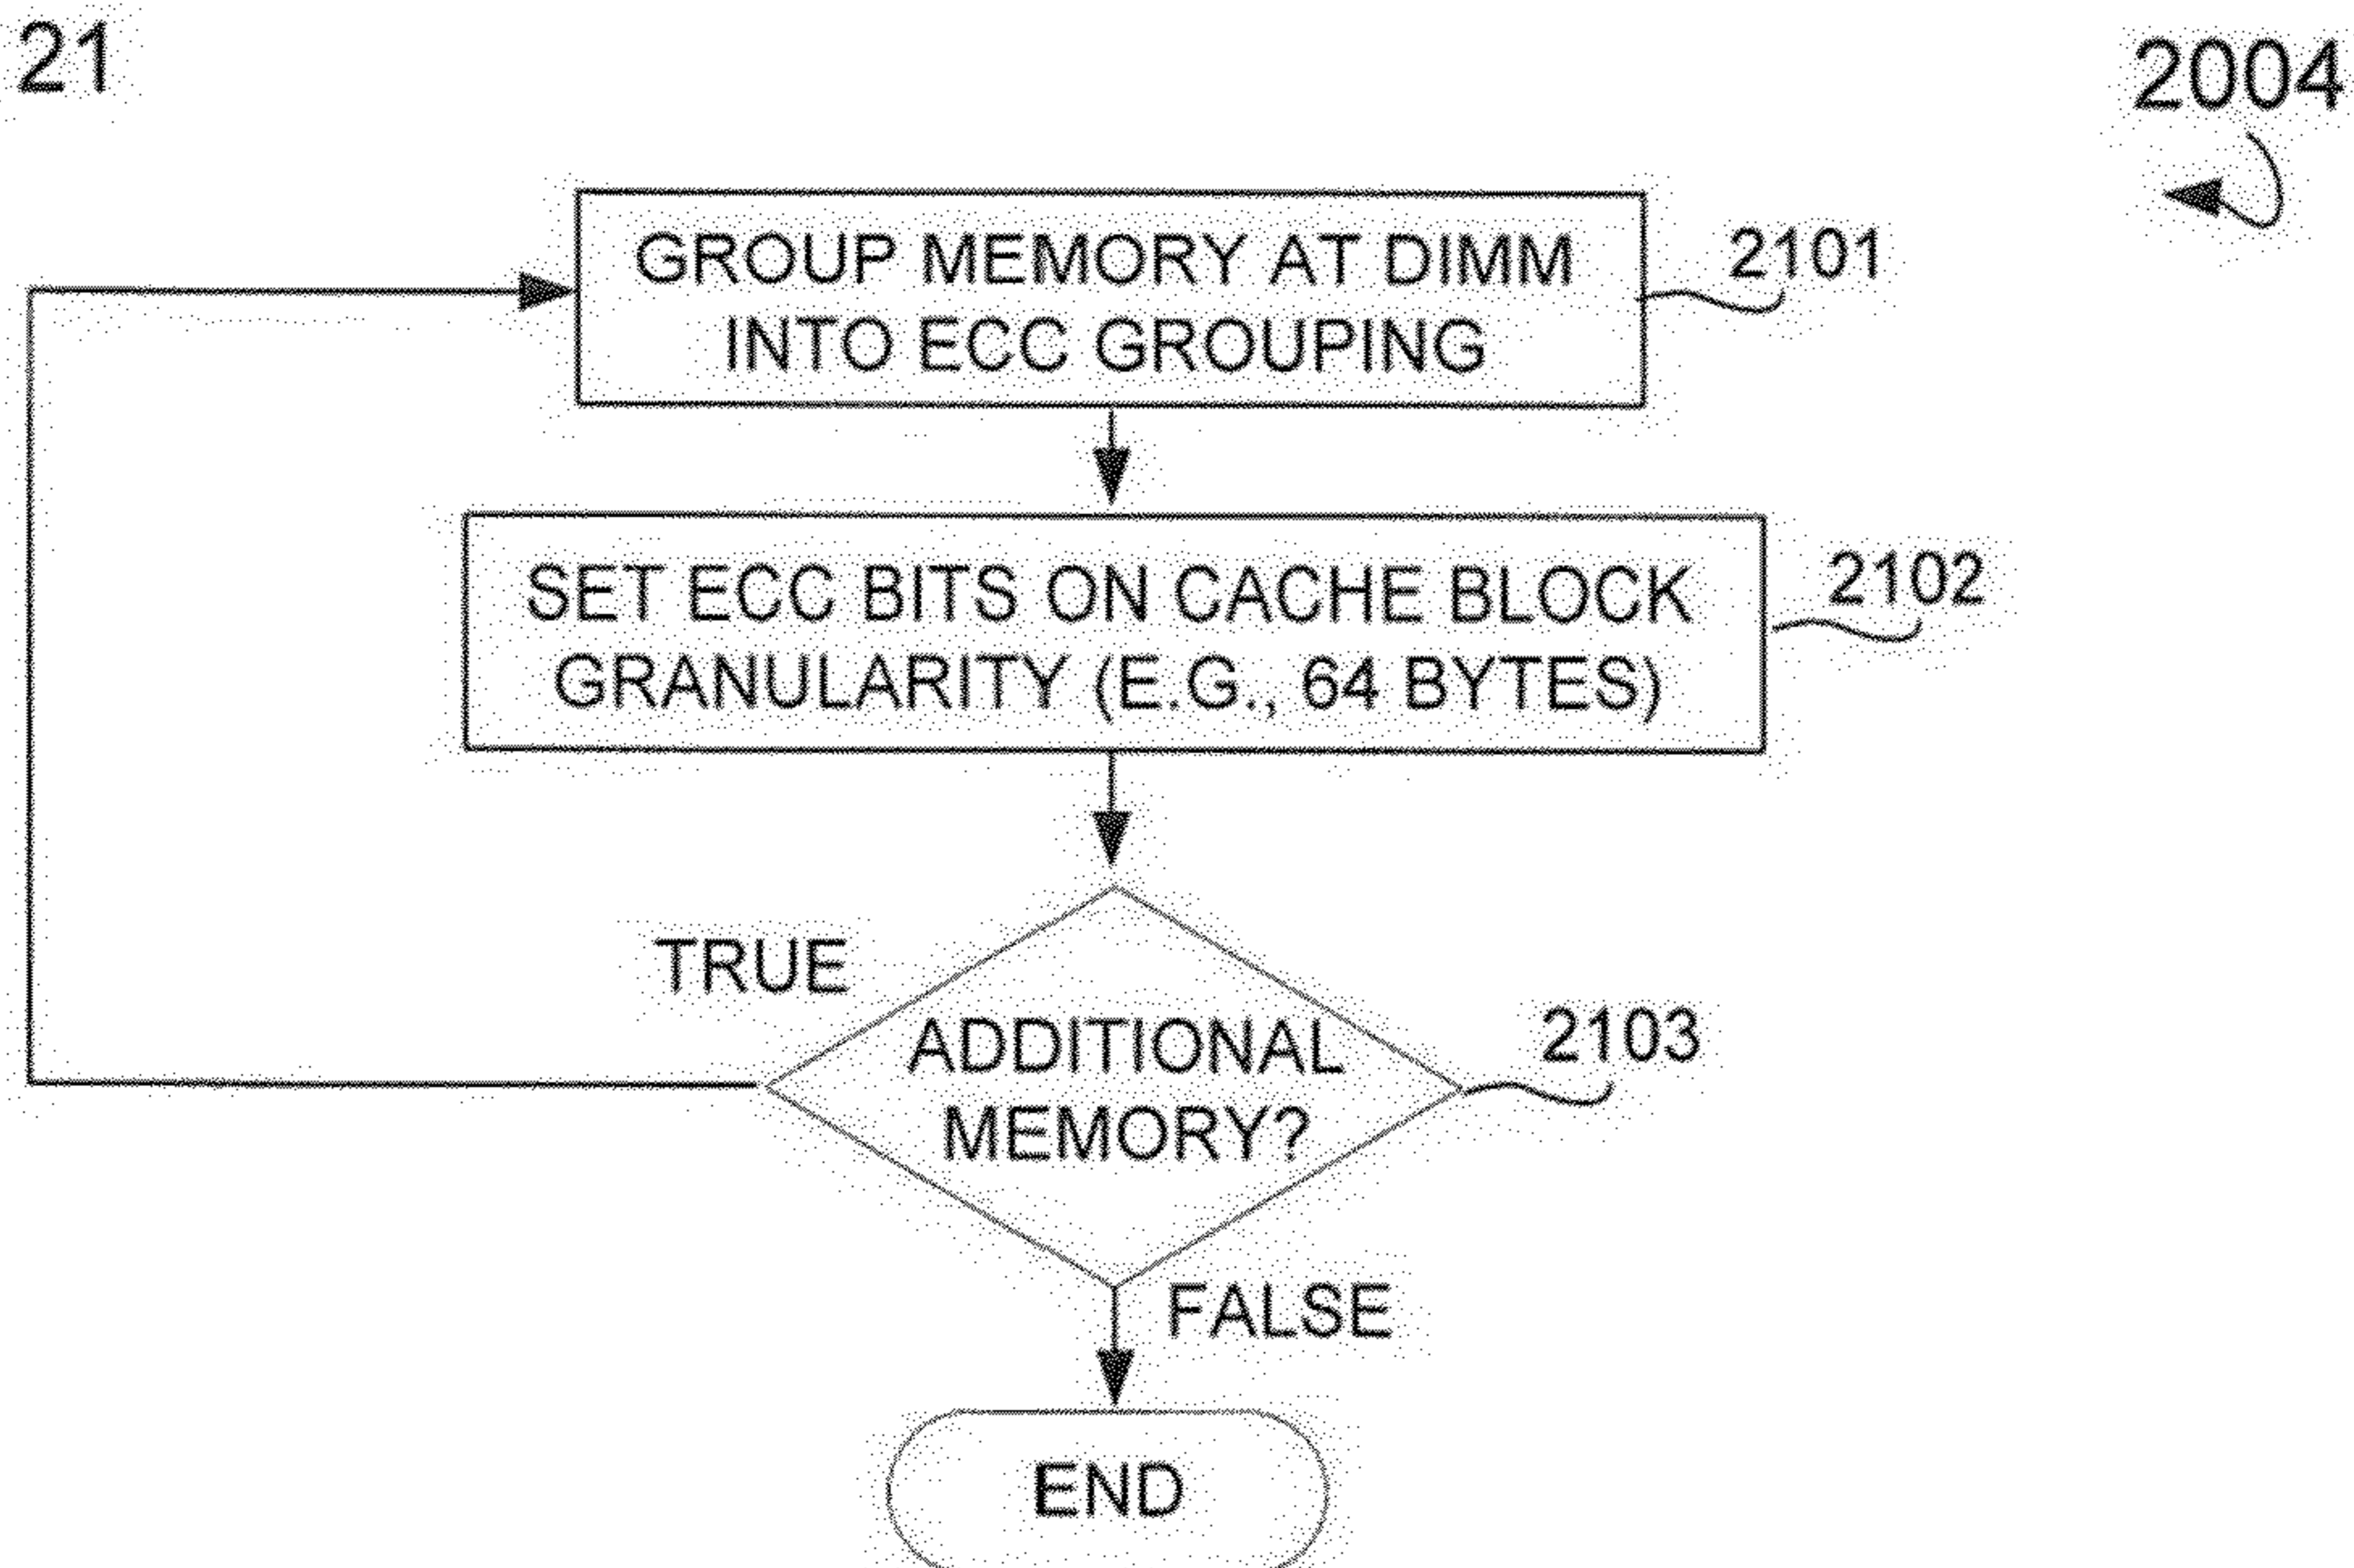 21
2004
GROUP MEMORY AT DIMM
INTO ECC GROUPING
2101
SET ECC BITS ON CACHE BLOCK
GRANULARITY (E.G., 64 BYTES)
2102
TRUE
ADDITIONAL
MEMORY?
2103
FALSE
END